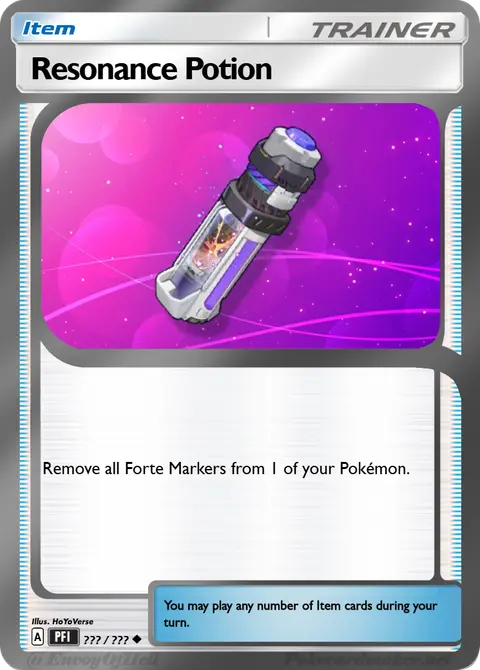 Item
TRAINER
Resonance Potion
Remove all Forte Markers from 1 of your Pokémon.
You may play any number of Item cards during your
turn.
Illus. HoYoVerse
A PFI ??? / ??? ◆